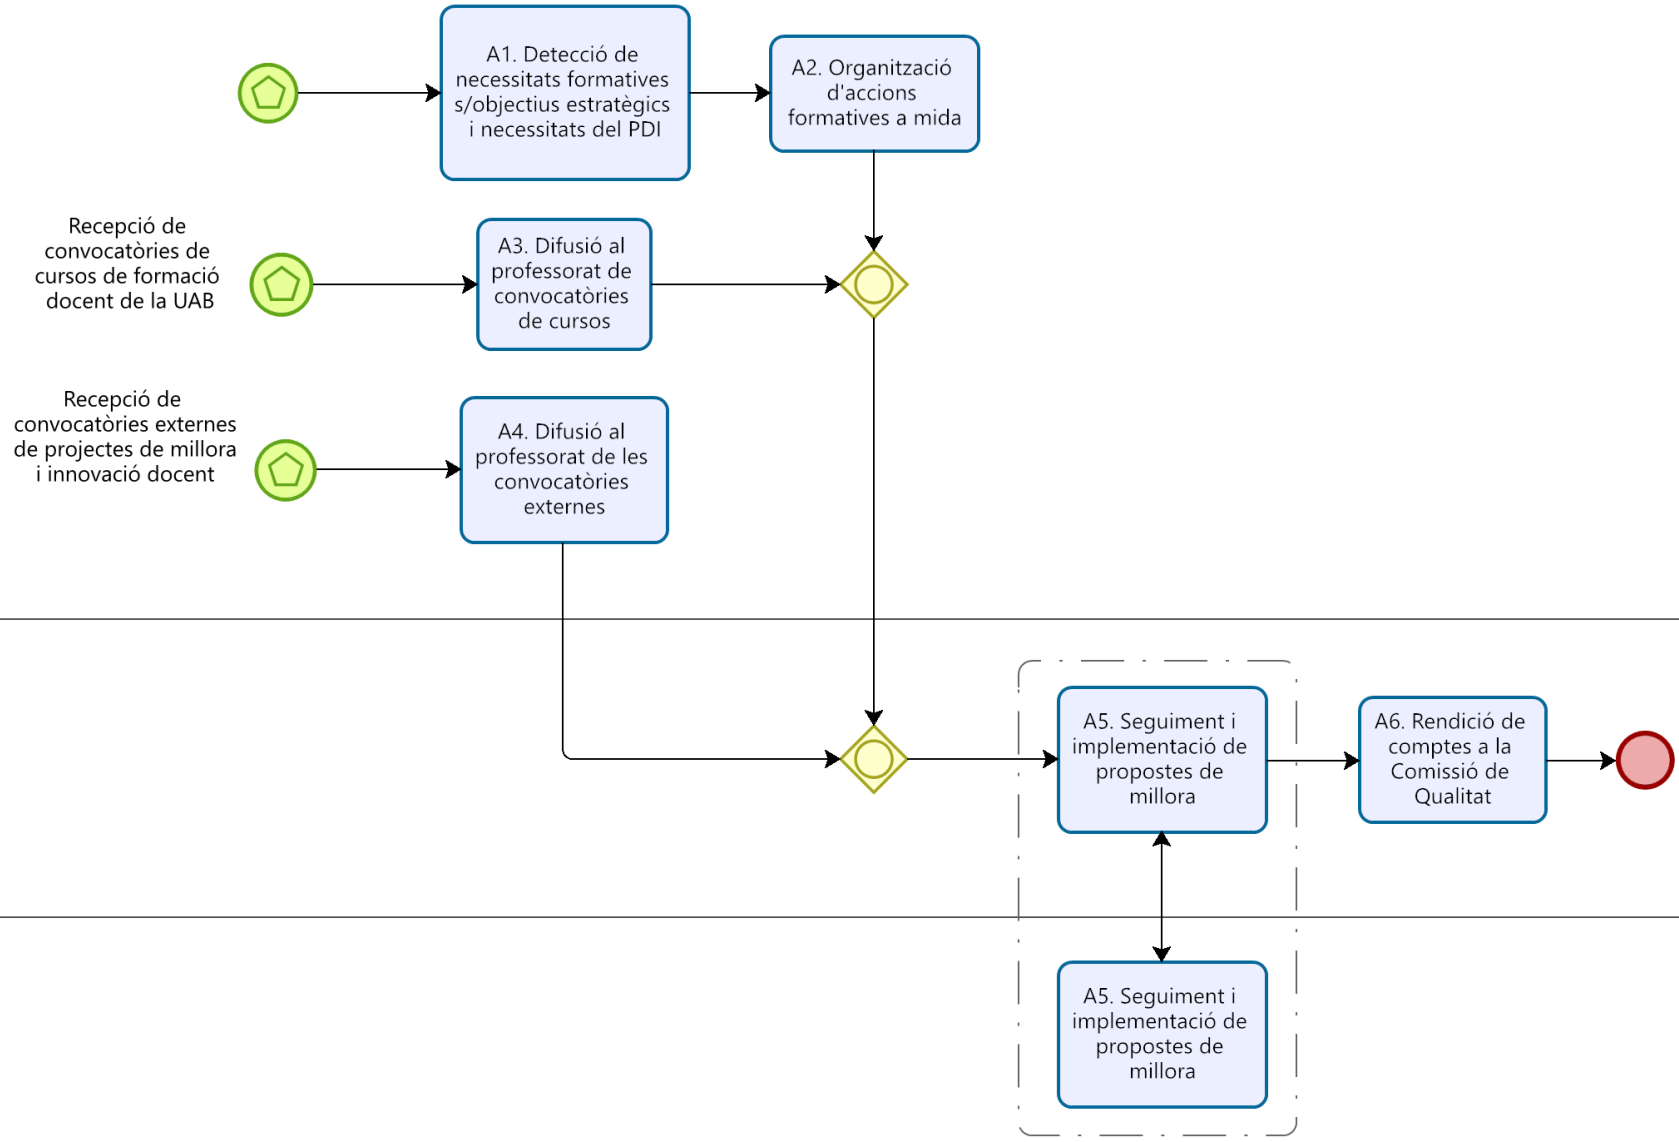 A1. Detecció de
necessitats formatives
s/objectius estratègics
i necessitats del PDI
A2. Organització
d'accions
formatives a mida
Recepció de
convocatòries de
cursos de formació
docent de la UAB
A3. Difusió al
professorat de
convocatòries
de cursos
Recepció de
convocatòries externes
de projectes de millora
i innovació docent
A4. Difusió al
professorat de les
convocatòries
externes
A5. Seguiment i
implementació de
propostes de
millora
A6. Rendició de
comptes a la
Comissió de
Qualitat
A5. Seguiment i
implementació de
propostes de
millora